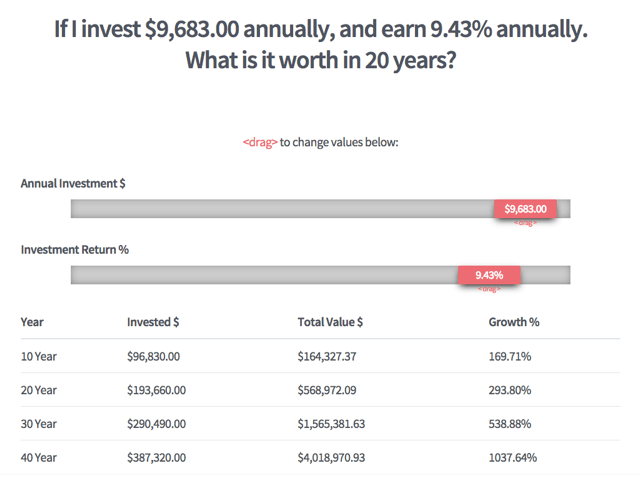 If I invest $9,683.00 annually, and earn 9.43% annually.
What is it worth in 20 years?
<drag> to change values below:
Annual Investment $
$9,683.00
<drag>
Investment Return %
9.43%
<drag>
Year Invested $ Total Value $ Growth %
10 Year $96,830.00 $164,327.37 169.71%
20 Year $193,660.00 $568,972.09 293.80%
30 Year $290,490.00 $1,565,381.63 538.88%
40 Year $387,320.00 $4,018,970.93 1037.64%